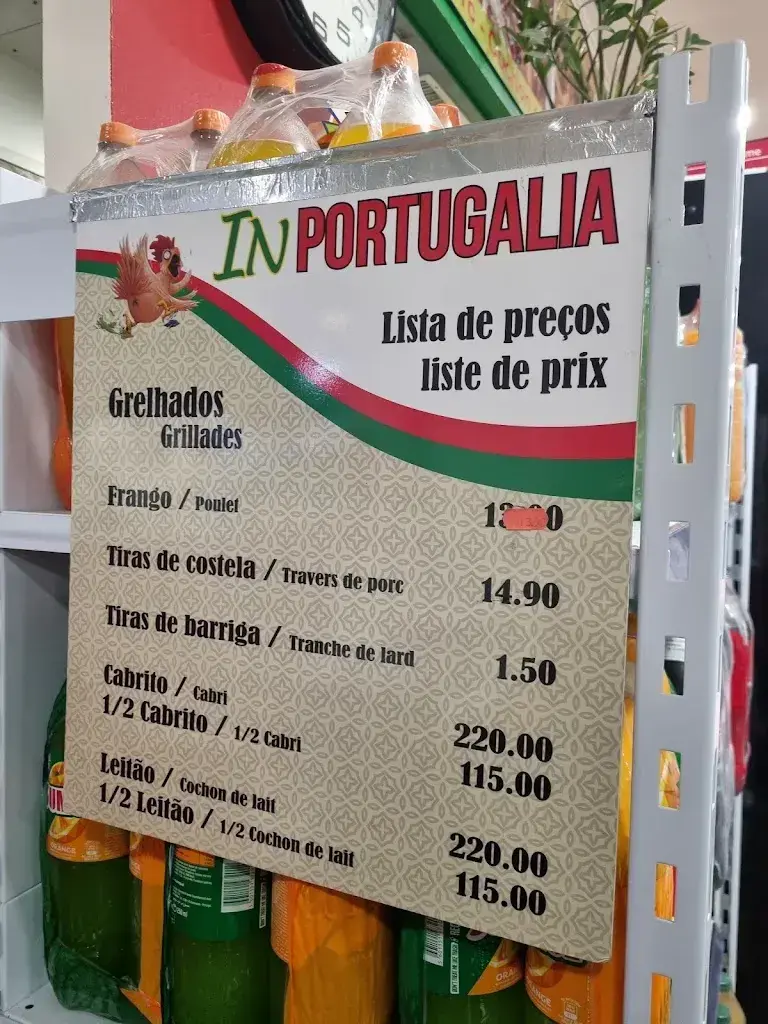 IN PORTUGALIA
Lista de preços
liste de prix
Grelhados
Grillades
Frango / Poulet
Tiras de costela / Travers de porc 14.90
Tiras de barriga / Tranche de lard 1.50
Cabrito / Cabri 220.00
1/2 Cabrito / 1/2 Cabri 115.00
Leitão / Cochon de lait 220.00
1/2 Leitão / 1/2 Cochon de lait 115.00
ORANGE
ORANGE